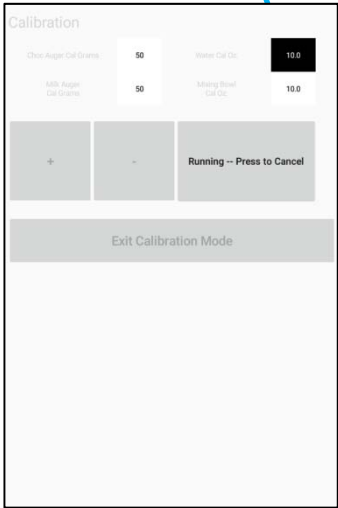 Calibration
Choc Auger Cal Grams
50
Water Cal Oz
10.0
Milk Auger
Cal Grams
50
Mixing Bowl
Cal Oz
10.0
+
-
Running -- Press to Cancel
Exit Calibration Mode